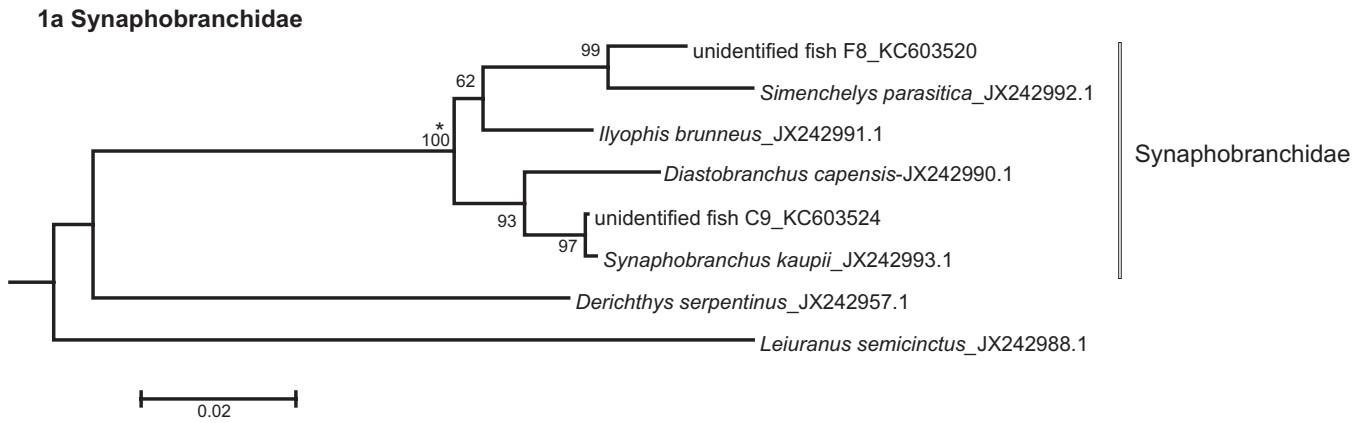 1a Synaphobranchidae
99
unidentified fish F8_KC603520
62
Simenchelys parasitica_JX242992.1
*
100
Ilyophis brunneus_JX242991.1
Synaphobranchidae
Diastobranchus capensis-JX242990.1
93
unidentified fish C9_KC603524
97
Synaphobranchus kaupii_JX242993.1
Derichthys serpentinus_JX242957.1
Leiuranus semicinctus_JX242988.1
0.02